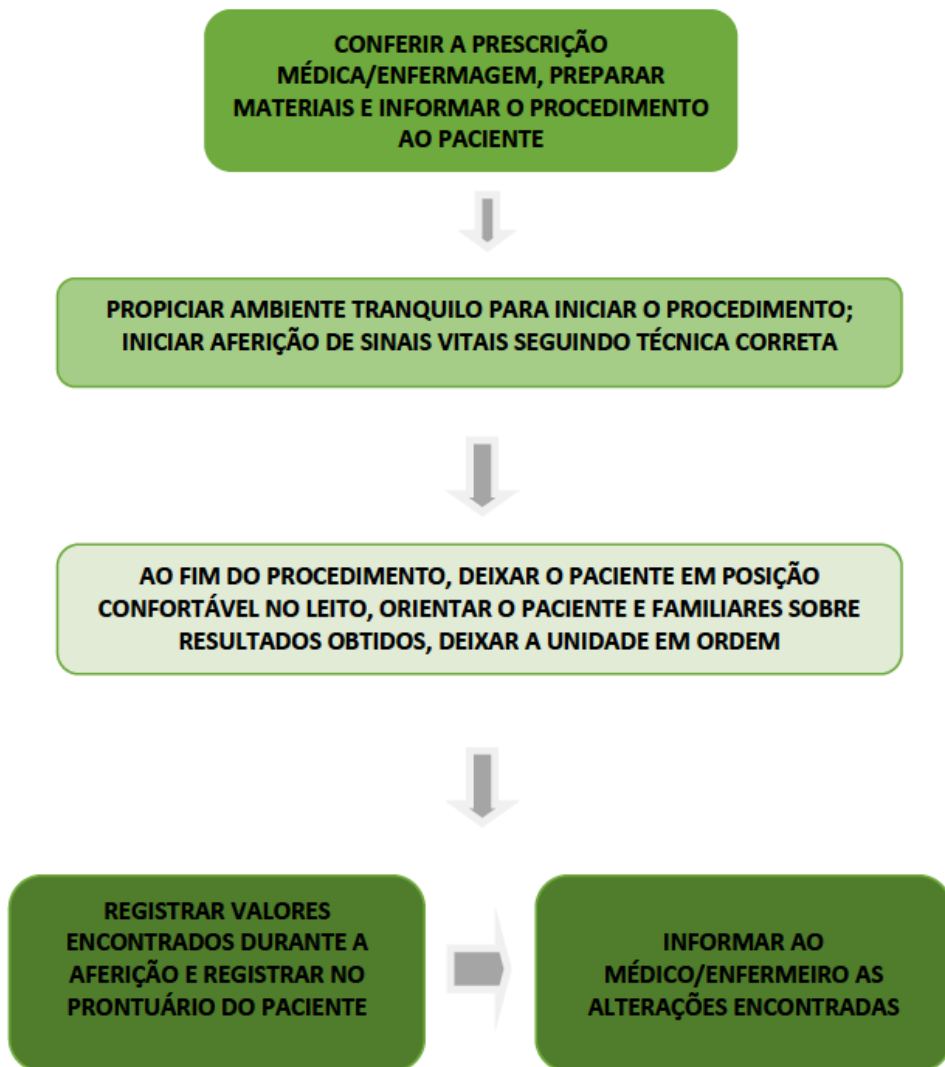 CONFERIR A PRESCRIÇÃO
MÉDICA/ENFERMAGEM, PREPARAR
MATERIAIS E INFORMAR O PROCEDIMENTO
AO PACIENTE
PROPICIAR AMBIENTE TRANQUILO PARA INICIAR O PROCEDIMENTO;
INICIAR AFERIÇÃO DE SINAIS VITAIS SEGUINDO TÉCNICA CORRETA
AO FIM DO PROCEDIMENTO, DEIXAR O PACIENTE EM POSIÇÃO
CONFORTÁVEL NO LEITO, ORIENTAR O PACIENTE E FAMILIARES SOBRE
RESULTADOS OBTIDOS, DEIXAR A UNIDADE EM ORDEM
REGISTRAR VALORES
ENCONTRADOS DURANTE A
AFERIÇÃO E REGISTRAR NO
PRONTUÁRIO DO PACIENTE
INFORMAR AO
MÉDICO/ENFERMEIRO AS
ALTERAÇÕES ENCONTRADAS